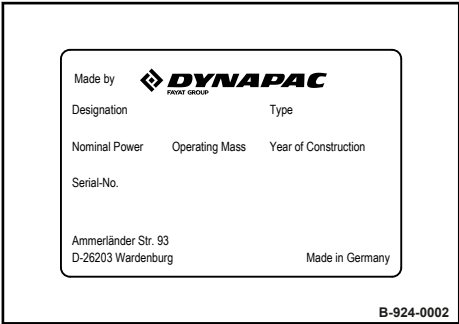 Made by DYNAPAC
FAYAT GROUP
Designation Type
Nominal Power Operating Mass Year of Construction
Serial-No.
Ammerländer Str. 93
D-26203 Wardenburg Made in Germany
B-924-0002